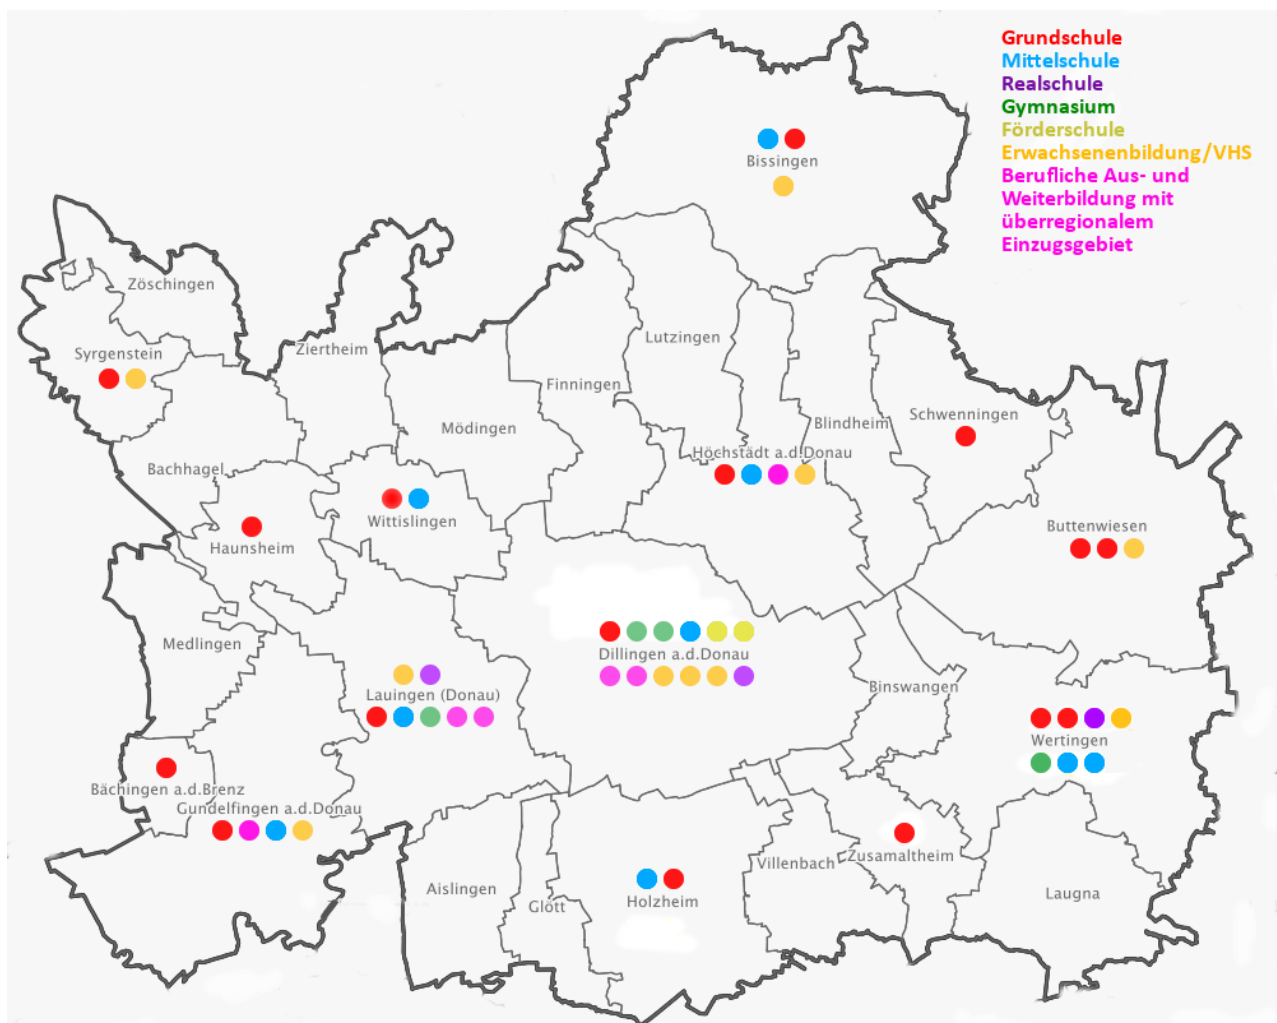 Grundschule
Mittelschule
Realschule
Gymnasium
Förderschule
Erwachsenenbildung/VHS
Berufliche Aus- und
Weiterbildung mit
überregionalem
Einzugsgebiet
Bissingen
Zöschingen
Lutzingen
Ziertheim
Syrgenstein
Finningen
Schwenningen
Blindheim
Mödingen
Höchstädt a.d.Donau
Bachhagel
Wittislingen
Buttenwiesen
Haunsheim
Medlingen
Dillingen a.d.Donau
Binswangen
Lauingen (Donau)
Wertingen
Bächingen a.d.Brenz
Gundelfingen a.d.Donau
Zusamaltheim
Villenbach
Aislingen
Laugna
Holzheim
Glött